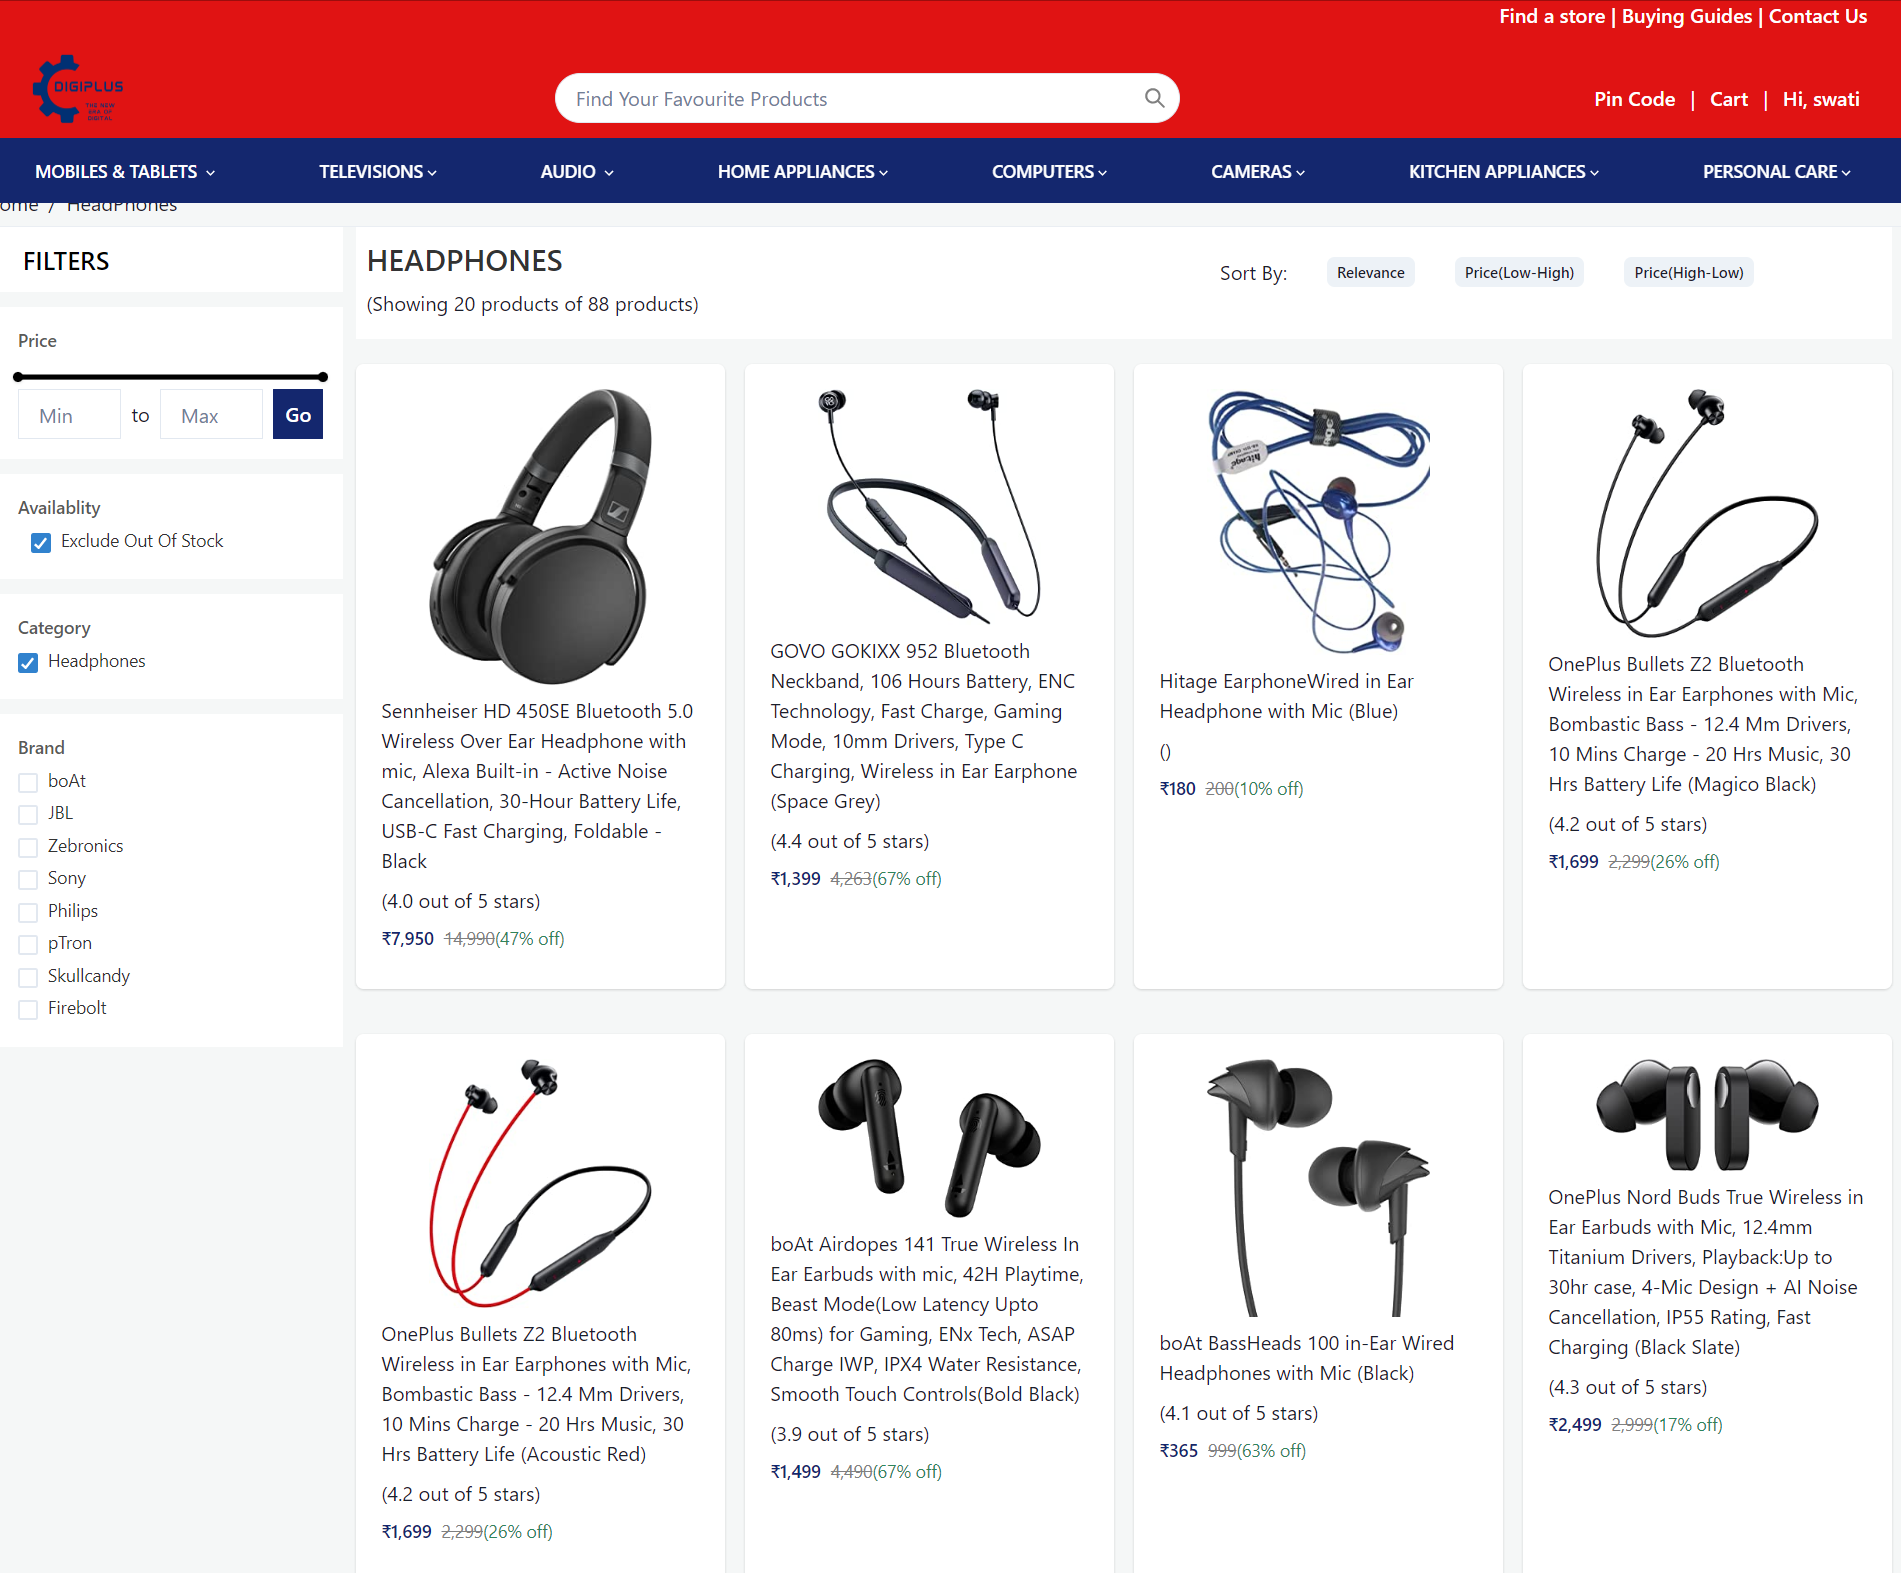 Find a store | Buying Guides | Contact Us
DIGIPLUS
THE NEW
ERA OF
DIGITAL
Find Your Favourite Products
Pin Code | Cart | Hi, swati
MOBILES & TABLETS
TELEVISIONS
AUDIO
HOME APPLIANCES
COMPUTERS
CAMERAS
KITCHEN APPLIANCES
PERSONAL CARE
ome / HeadPhones
FILTERS
Price
Min to Max Go
Availablity
Exclude Out Of Stock
Category
Headphones
Brand
boAt
JBL
Zebronics
Sony
Philips
pTron
Skullcandy
Firebolt
HEADPHONES
(Showing 20 products of 88 products)
Sort By: Relevance Price(Low-High) Price(High-Low)
Sennheiser HD 450SE Bluetooth 5.0
Wireless Over Ear Headphone with
mic, Alexa Built-in - Active Noise
Cancellation, 30-Hour Battery Life,
USB-C Fast Charging, Foldable -
Black
(4.0 out of 5 stars)
₹7,950 14,990(47% off)
GOVO GOKIXX 952 Bluetooth
Neckband, 106 Hours Battery, ENC
Technology, Fast Charge, Gaming
Mode, 10mm Drivers, Type C
Charging, Wireless in Ear Earphone
(Space Grey)
(4.4 out of 5 stars)
₹1,399 4,263(67% off)
hitage
Hitage EarphoneWired in Ear
Headphone with Mic (Blue)
()
₹180 200(10% off)
OnePlus Bullets Z2 Bluetooth
Wireless in Ear Earphones with Mic,
Bombastic Bass - 12.4 Mm Drivers,
10 Mins Charge - 20 Hrs Music, 30
Hrs Battery Life (Magico Black)
(4.2 out of 5 stars)
₹1,699 2,299(26% off)
OnePlus Bullets Z2 Bluetooth
Wireless in Ear Earphones with Mic,
Bombastic Bass - 12.4 Mm Drivers,
10 Mins Charge - 20 Hrs Music, 30
Hrs Battery Life (Acoustic Red)
(4.2 out of 5 stars)
₹1,699 2,299(26% off)
boAt Airdopes 141 True Wireless In
Ear Earbuds with mic, 42H Playtime,
Beast Mode(Low Latency Upto
80ms) for Gaming, ENx Tech, ASAP
Charge IWP, IPX4 Water Resistance,
Smooth Touch Controls(Bold Black)
(3.9 out of 5 stars)
₹1,499 4,490(67% off)
boAt BassHeads 100 in-Ear Wired
Headphones with Mic (Black)
(4.1 out of 5 stars)
₹365 999(63% off)
OnePlus Nord Buds True Wireless in
Ear Earbuds with Mic, 12.4mm
Titanium Drivers, Playback:Up to
30hr case, 4-Mic Design + AI Noise
Cancellation, IP55 Rating, Fast
Charging (Black Slate)
(4.3 out of 5 stars)
₹2,499 2,999(17% off)